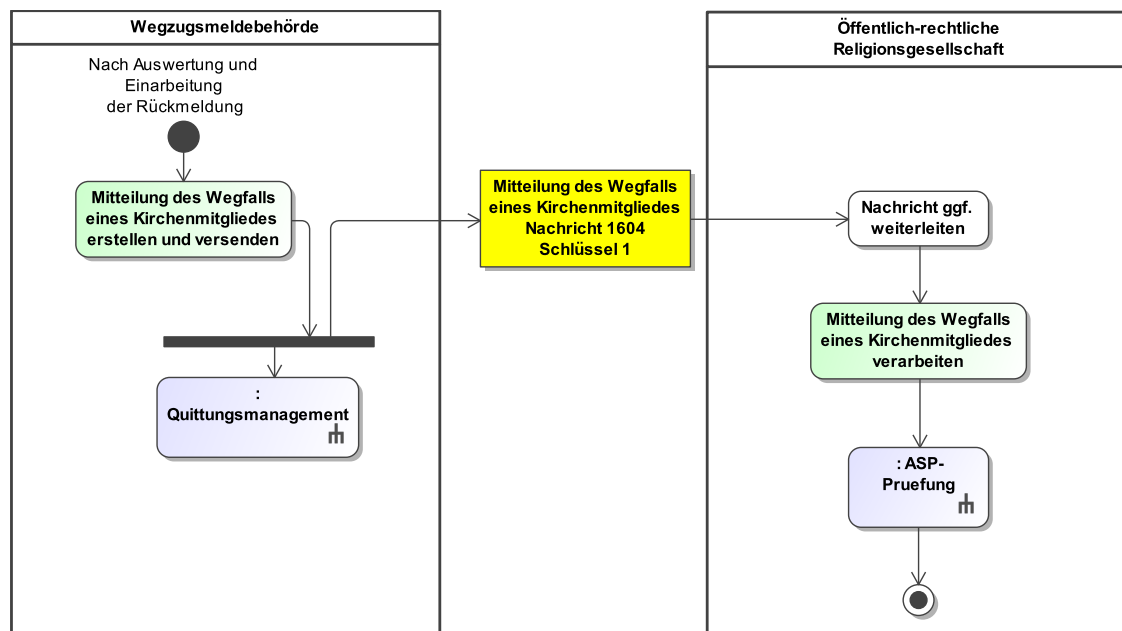 Wegzugsmeldebehörde
Nach Auswertung und
Einarbeitung
der Rückmeldung
Mitteilung des Wegfalls
eines Kirchenmitgliedes
erstellen und versenden
:
Quittungsmanagement
Mitteilung des Wegfalls
eines Kirchenmitgliedes
Nachricht 1604
Schlüssel 1
Öffentlich-rechtliche
Religionsgesellschaft
Nachricht ggf.
weiterleiten
Mitteilung des Wegfalls
eines Kirchenmitgliedes
verarbeiten
: ASP-
Pruefung